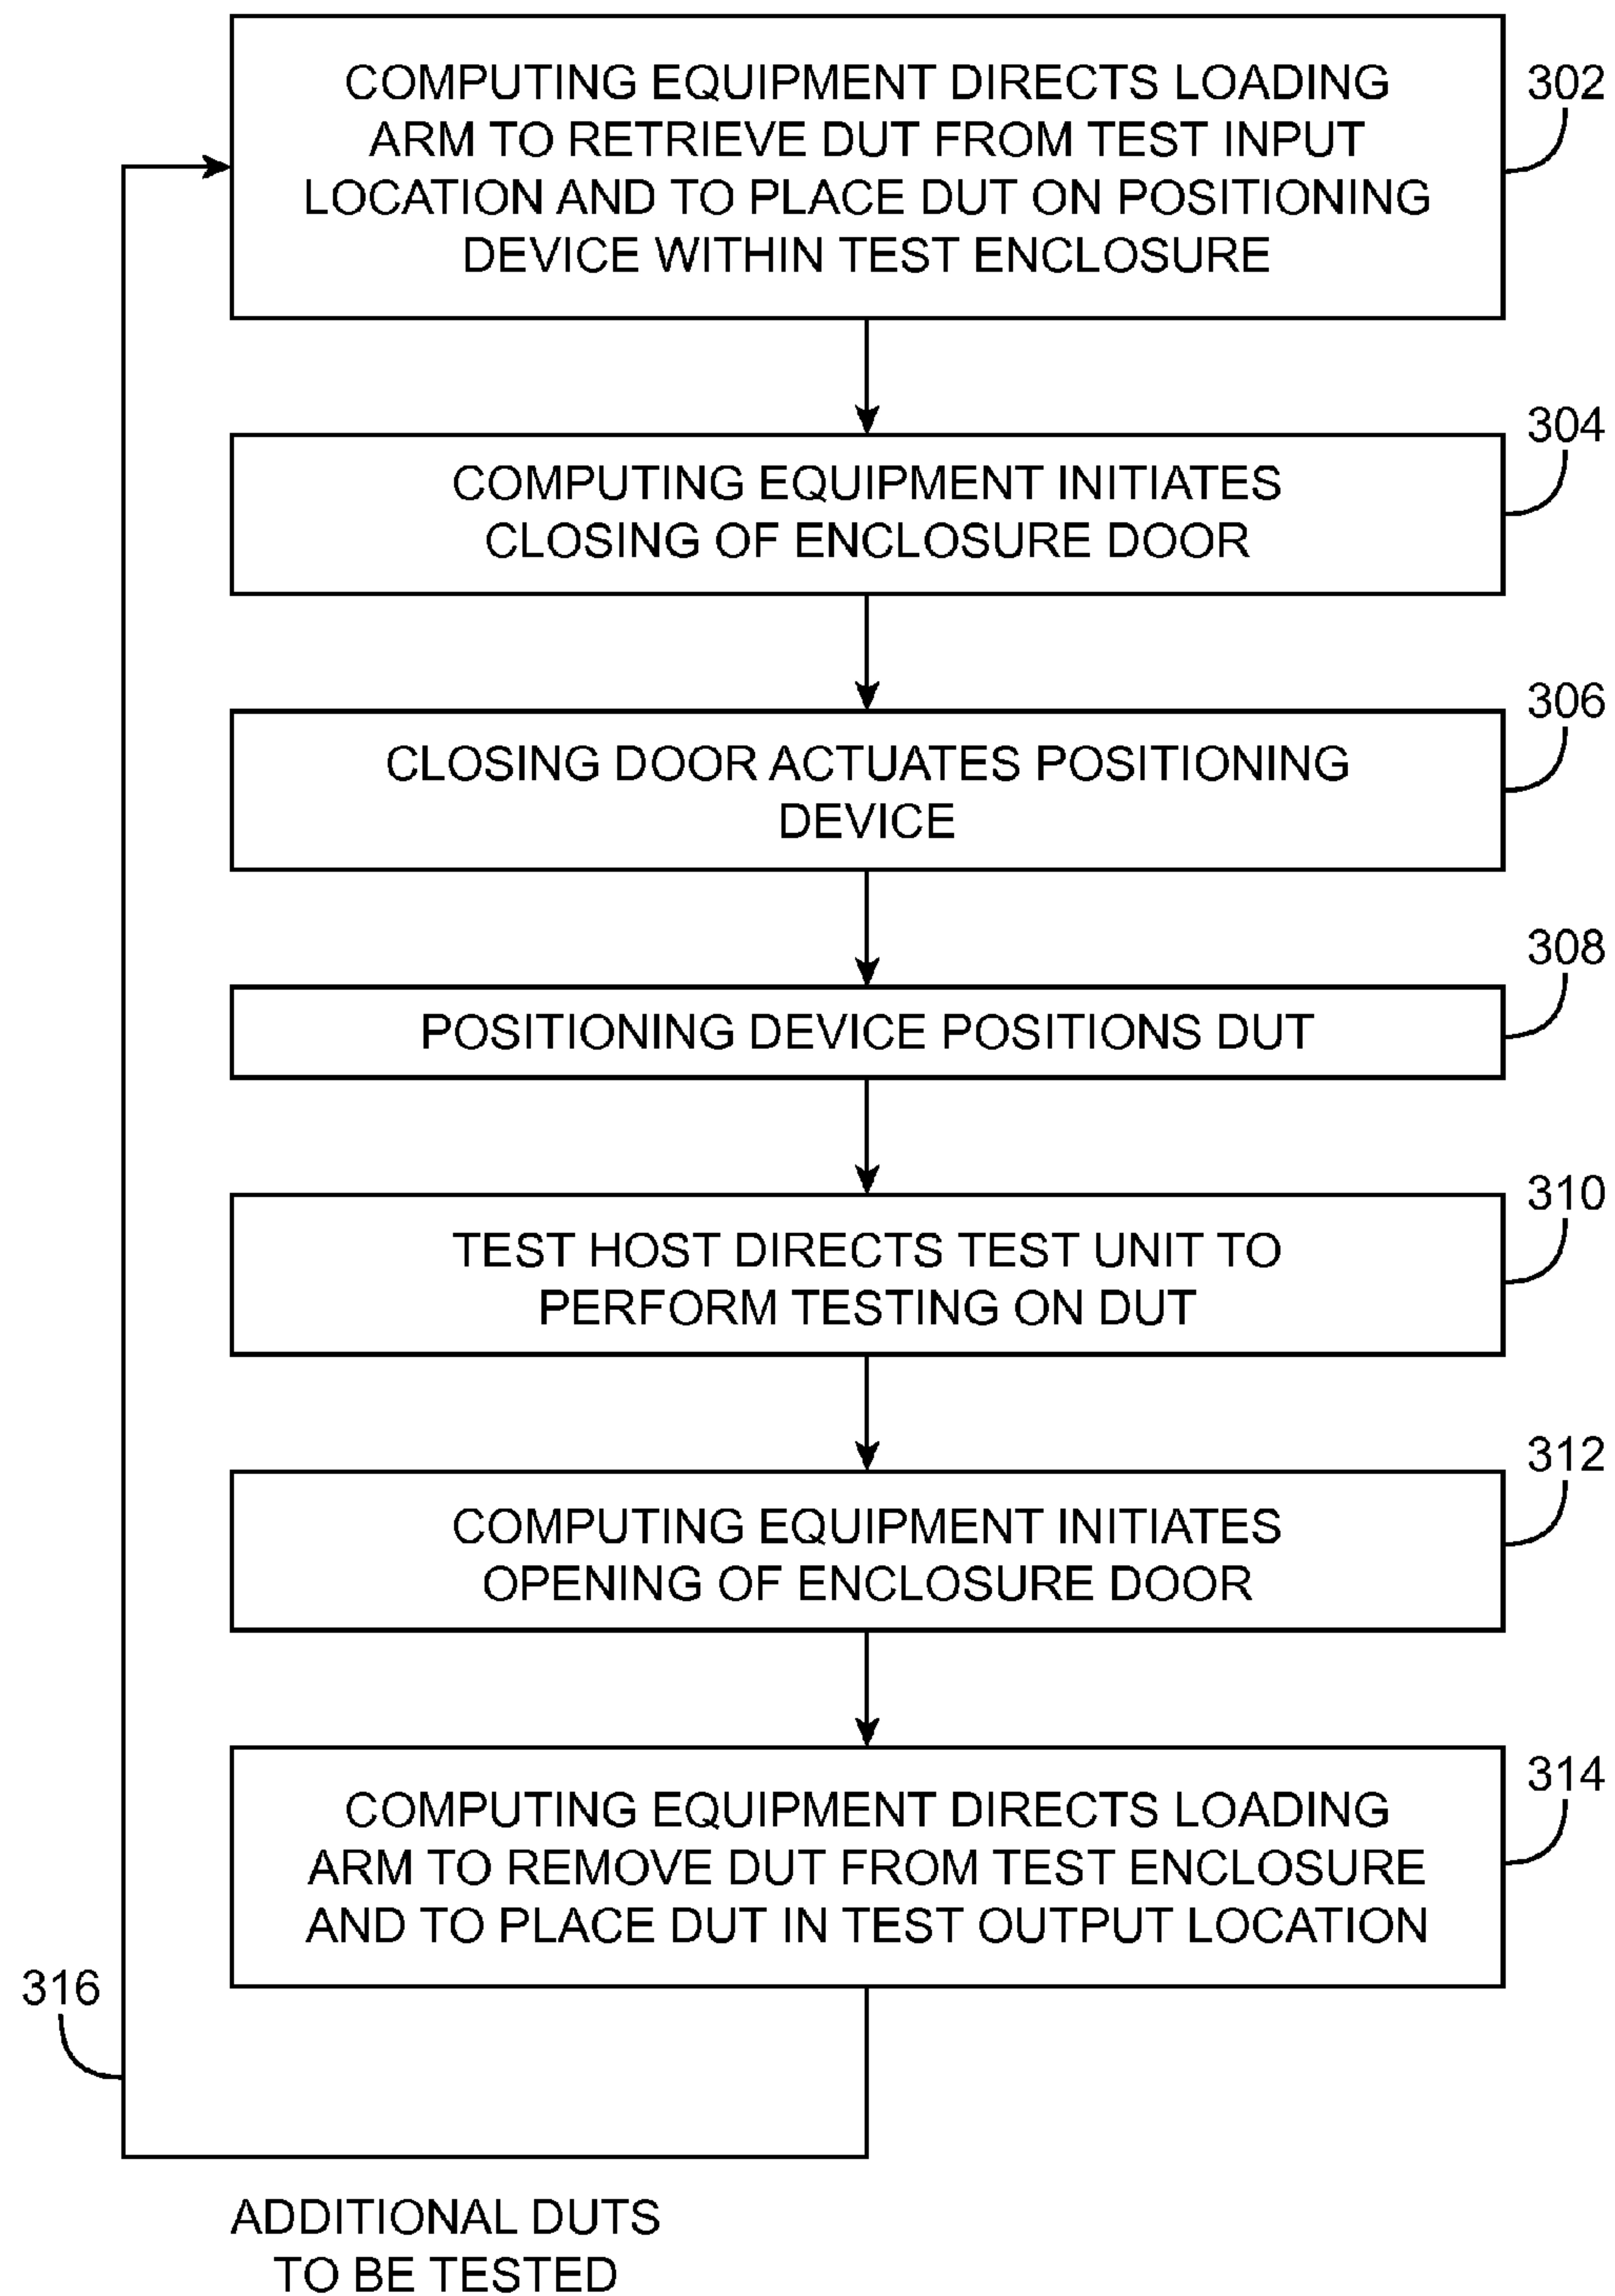 COMPUTING EQUIPMENT DIRECTS LOADING
ARM TO RETRIEVE DUT FROM TEST INPUT
LOCATION AND TO PLACE DUT ON POSITIONING
DEVICE WITHIN TEST ENCLOSURE
302
COMPUTING EQUIPMENT INITIATES
CLOSING OF ENCLOSURE DOOR
304
CLOSING DOOR ACTUATES POSITIONING
DEVICE
306
POSITIONING DEVICE POSITIONS DUT
308
TEST HOST DIRECTS TEST UNIT TO
PERFORM TESTING ON DUT
310
COMPUTING EQUIPMENT INITIATES
OPENING OF ENCLOSURE DOOR
312
COMPUTING EQUIPMENT DIRECTS LOADING
ARM TO REMOVE DUT FROM TEST ENCLOSURE
AND TO PLACE DUT IN TEST OUTPUT LOCATION
314
316
ADDITIONAL DUTS
TO BE TESTED